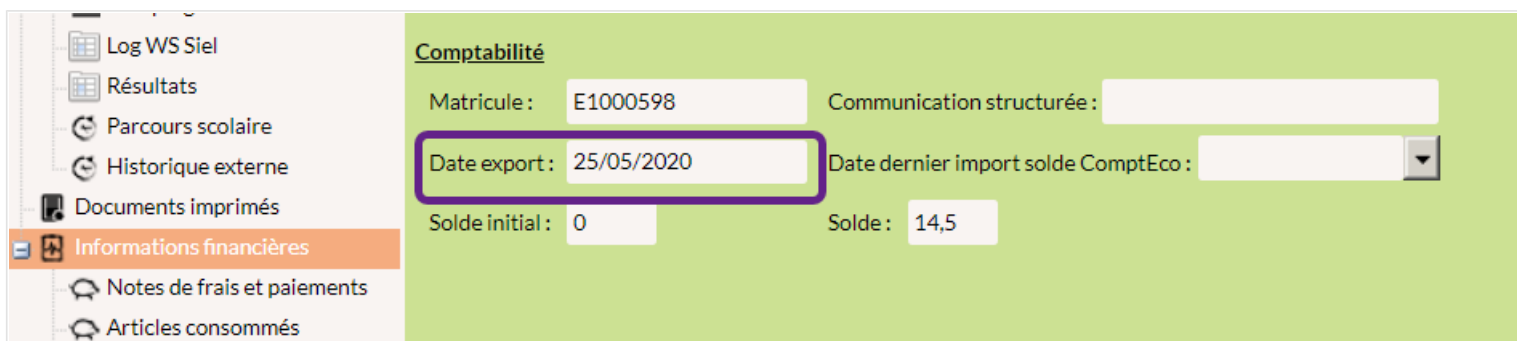 Log WS Siel
Résultats
Parcours scolaire
Historique externe
Documents imprimés
Informations financières
Notes de frais et paiements
Articles consommés
Comptabilité
Matricule : E1000598 Communication structurée :
Date export : 25/05/2020 Date dernier import solde ComptEco :
Solde initial : 0 Solde : 14,5